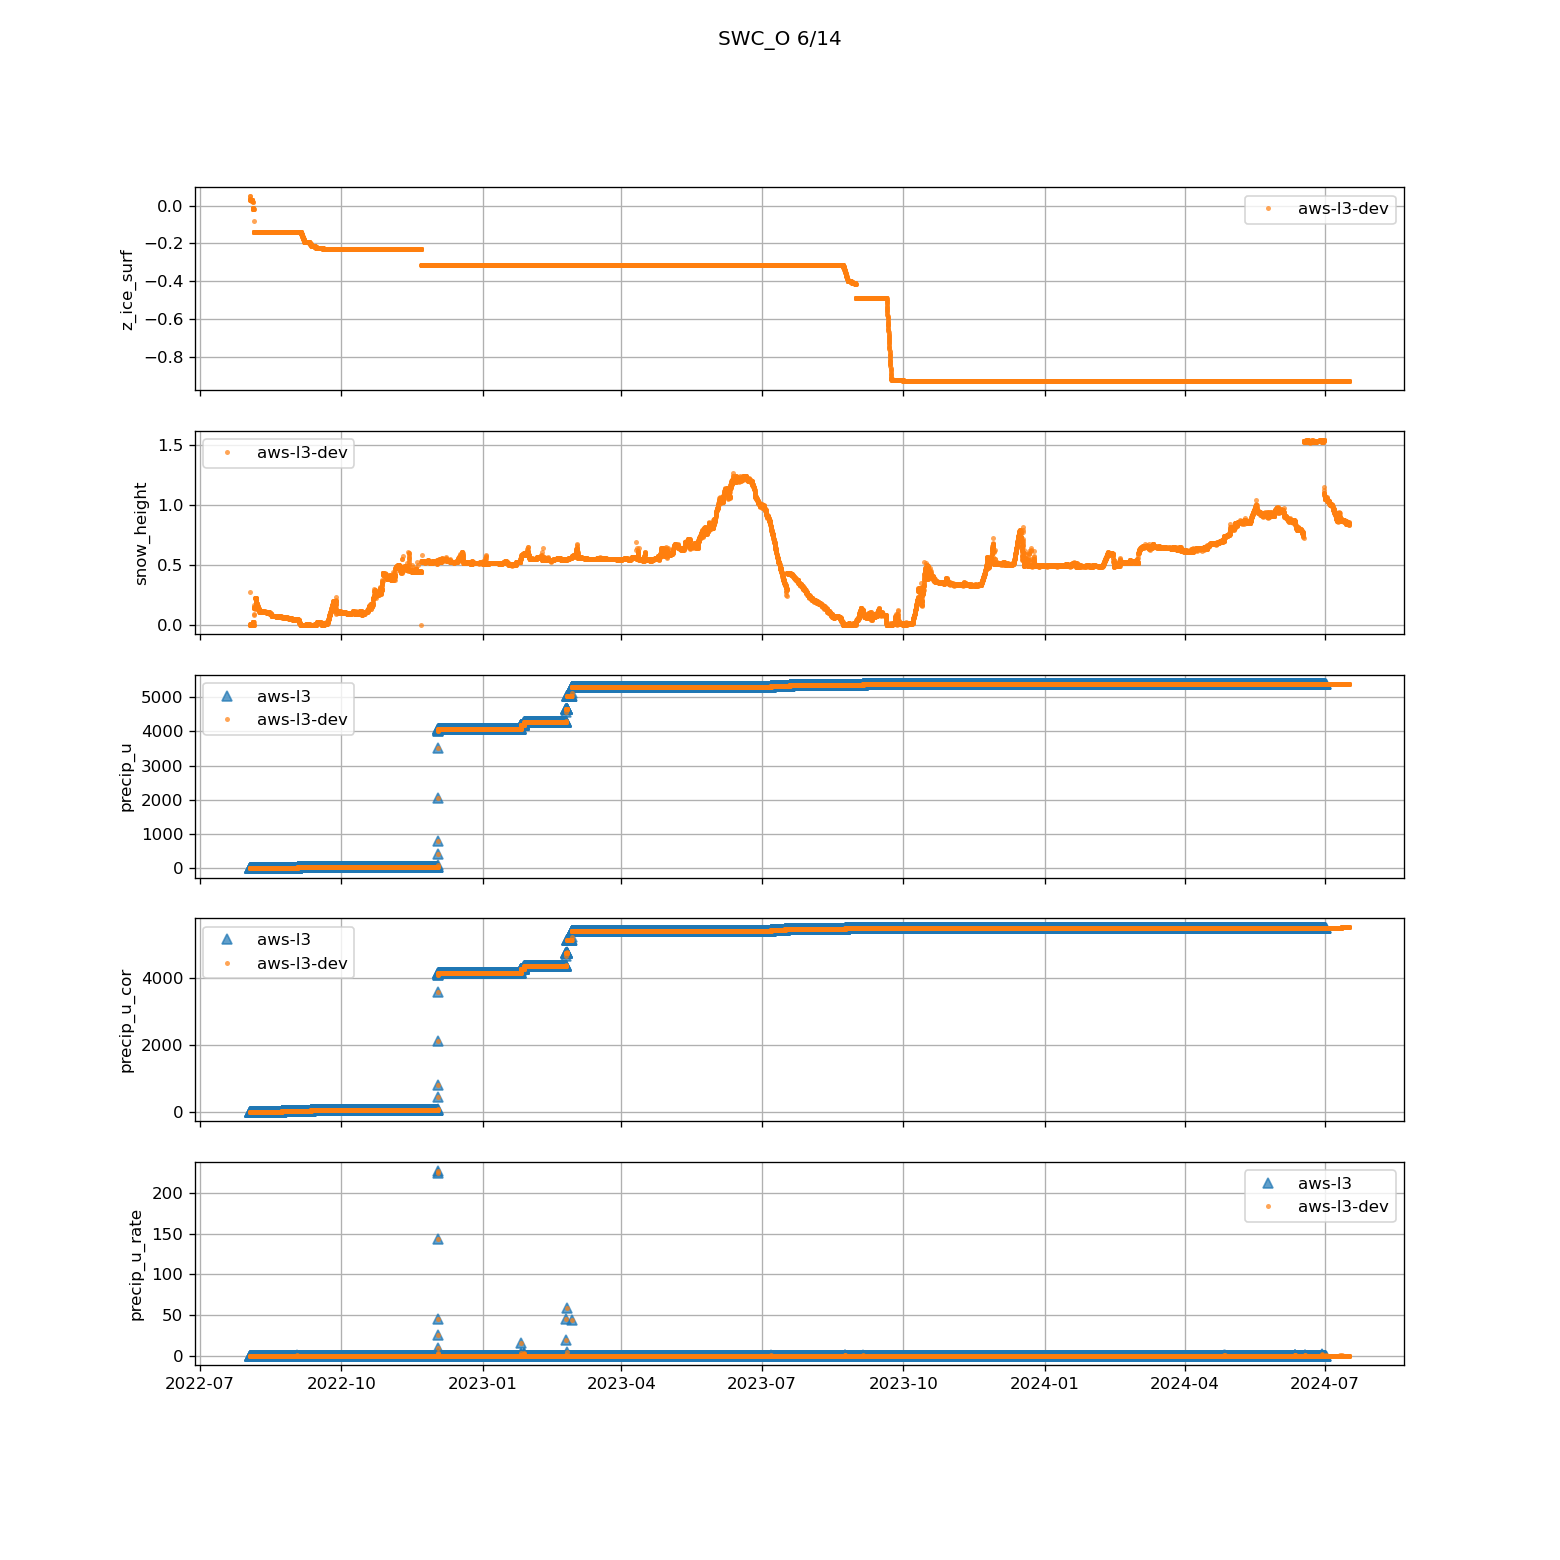 SWC_O 6/14
0.0
−0.2
−0.4
−0.6
−0.8
z_ice_surf
aws-l3-dev
1.5
1.0
0.5
0.0
snow_height
aws-l3-dev
5000
4000
3000
2000
1000
0
precip_u
aws-l3
aws-l3-dev
4000
2000
0
precip_u_cor
aws-l3
aws-l3-dev
200
150
100
50
0
precip_u_rate
aws-l3
aws-l3-dev
2022-07 2022-10 2023-01 2023-04 2023-07 2023-10 2024-01 2024-04 2024-07